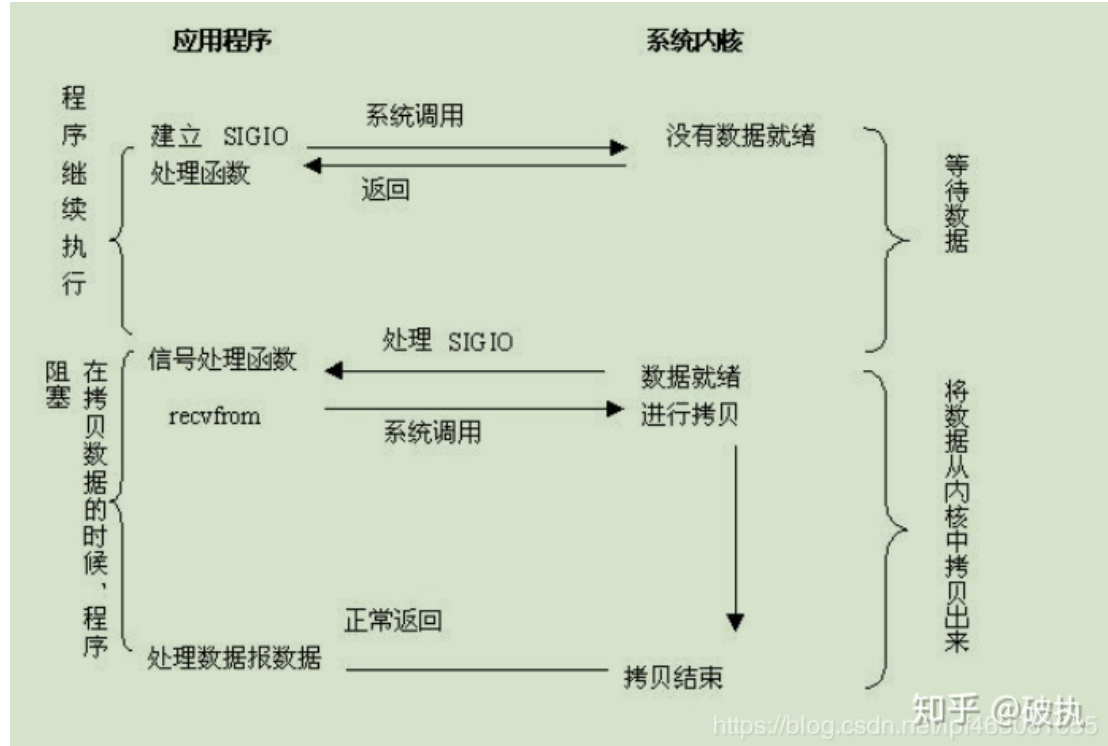 应用程序
系统内核
程序继续执行
建立 SIGIO
处理函数
系统调用
返回
没有数据就绪
等待数据
在拷贝数据的时候、程序
阻塞
信号处理函数
处理 SIGIO
数据就绪
recvfrom
系统调用
进行拷贝
将数据从内核中拷贝出来
正常返回
处理数据报数据
拷贝结束
知乎 @破执